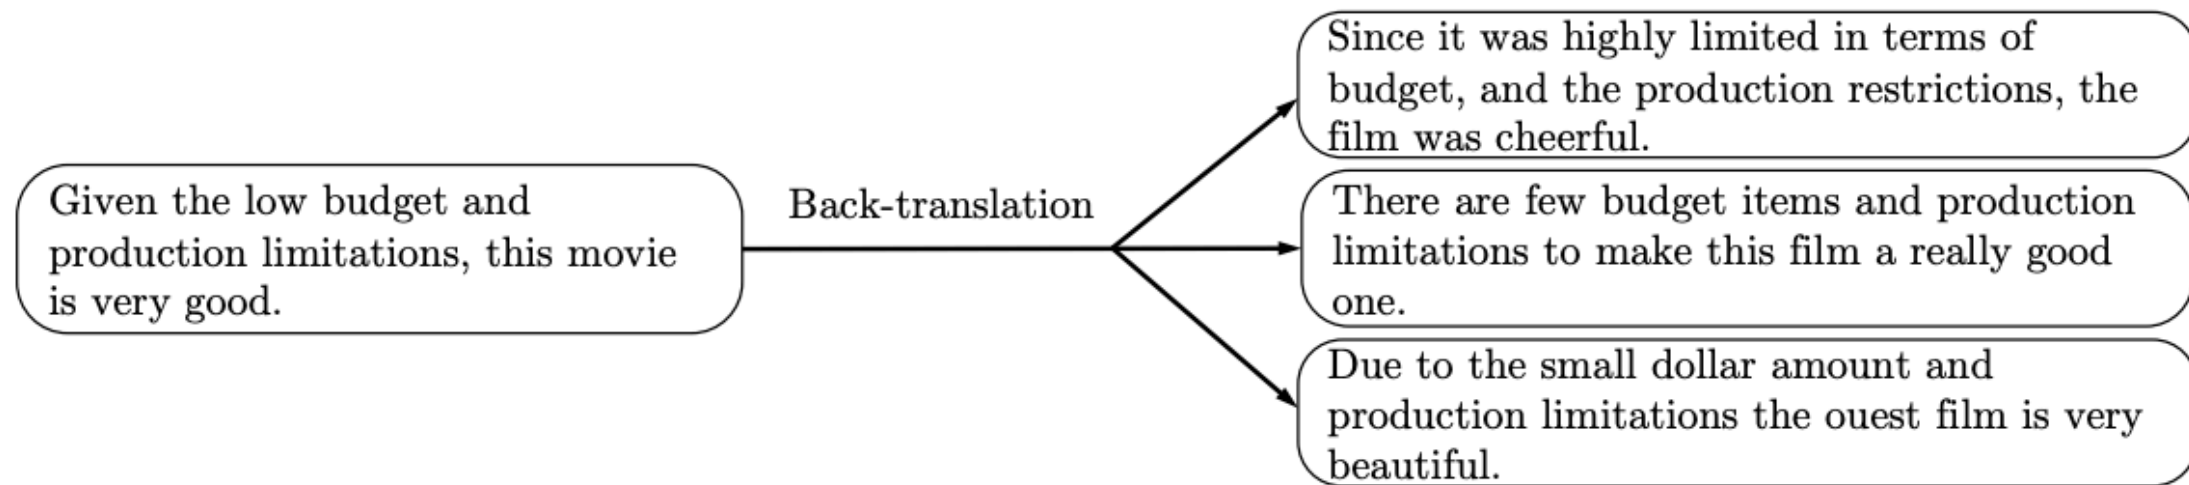 Given the low budget and
production limitations, this movie
is very good.
Back-translation
Since it was highly limited in terms of
budget, and the production restrictions, the
film was cheerful.
There are few budget items and production
limitations to make this film a really good
one.
Due to the small dollar amount and
production limitations the ouest film is very
beautiful.